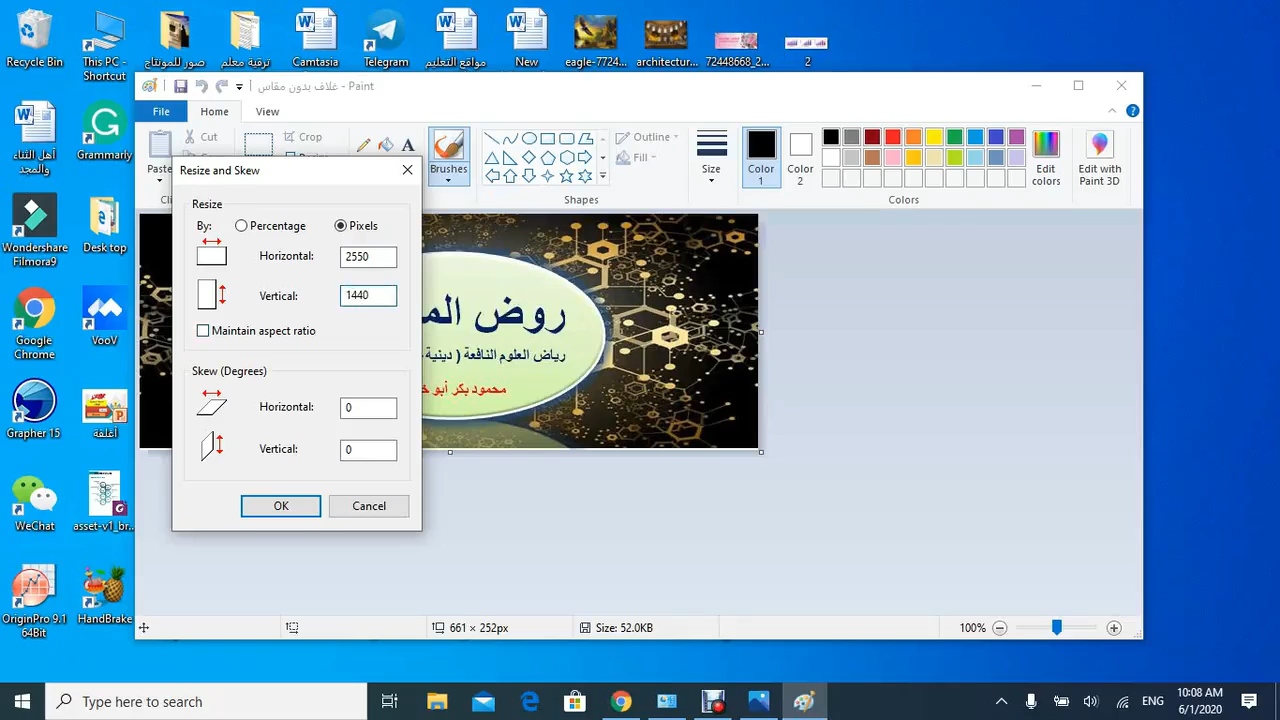 Recycle Bin
This PC -
Shortcut
صور للمونتاج
ترقية معلم
Camtasia
Telegram
مواقع التعليم
New
eagle-7724...
architectur...
72448668_2...
2
أهل الثناء
والمجد
Grammarly
Wondershare
Filmora9
Desk top
Google
Chrome
VooV
Grapher 15
أغلفة
WeChat
asset-v1_br...
OriginPro 9.1
64Bit
HandBrake
غلاف بدون مقاس - Paint
File
Home
View
Paste
Cut
Crop
Brushes
Outline
Fill
Shapes
Size
Color
1
Color
2
Edit
colors
Edit with
Paint 3D
Colors
Resize and Skew
Resize
By:
Percentage
Pixels
Horizontal:
2550
Vertical:
1440
Maintain aspect ratio
Skew (Degrees)
Horizontal:
0
Vertical:
0
OK
Cancel
روض
رياض العلوم النافعة ( دينية-
محمود بكر أبو
661 × 252px
Size: 52.0KB
100%
Type here to search
ENG
10:08 AM
6/1/2020